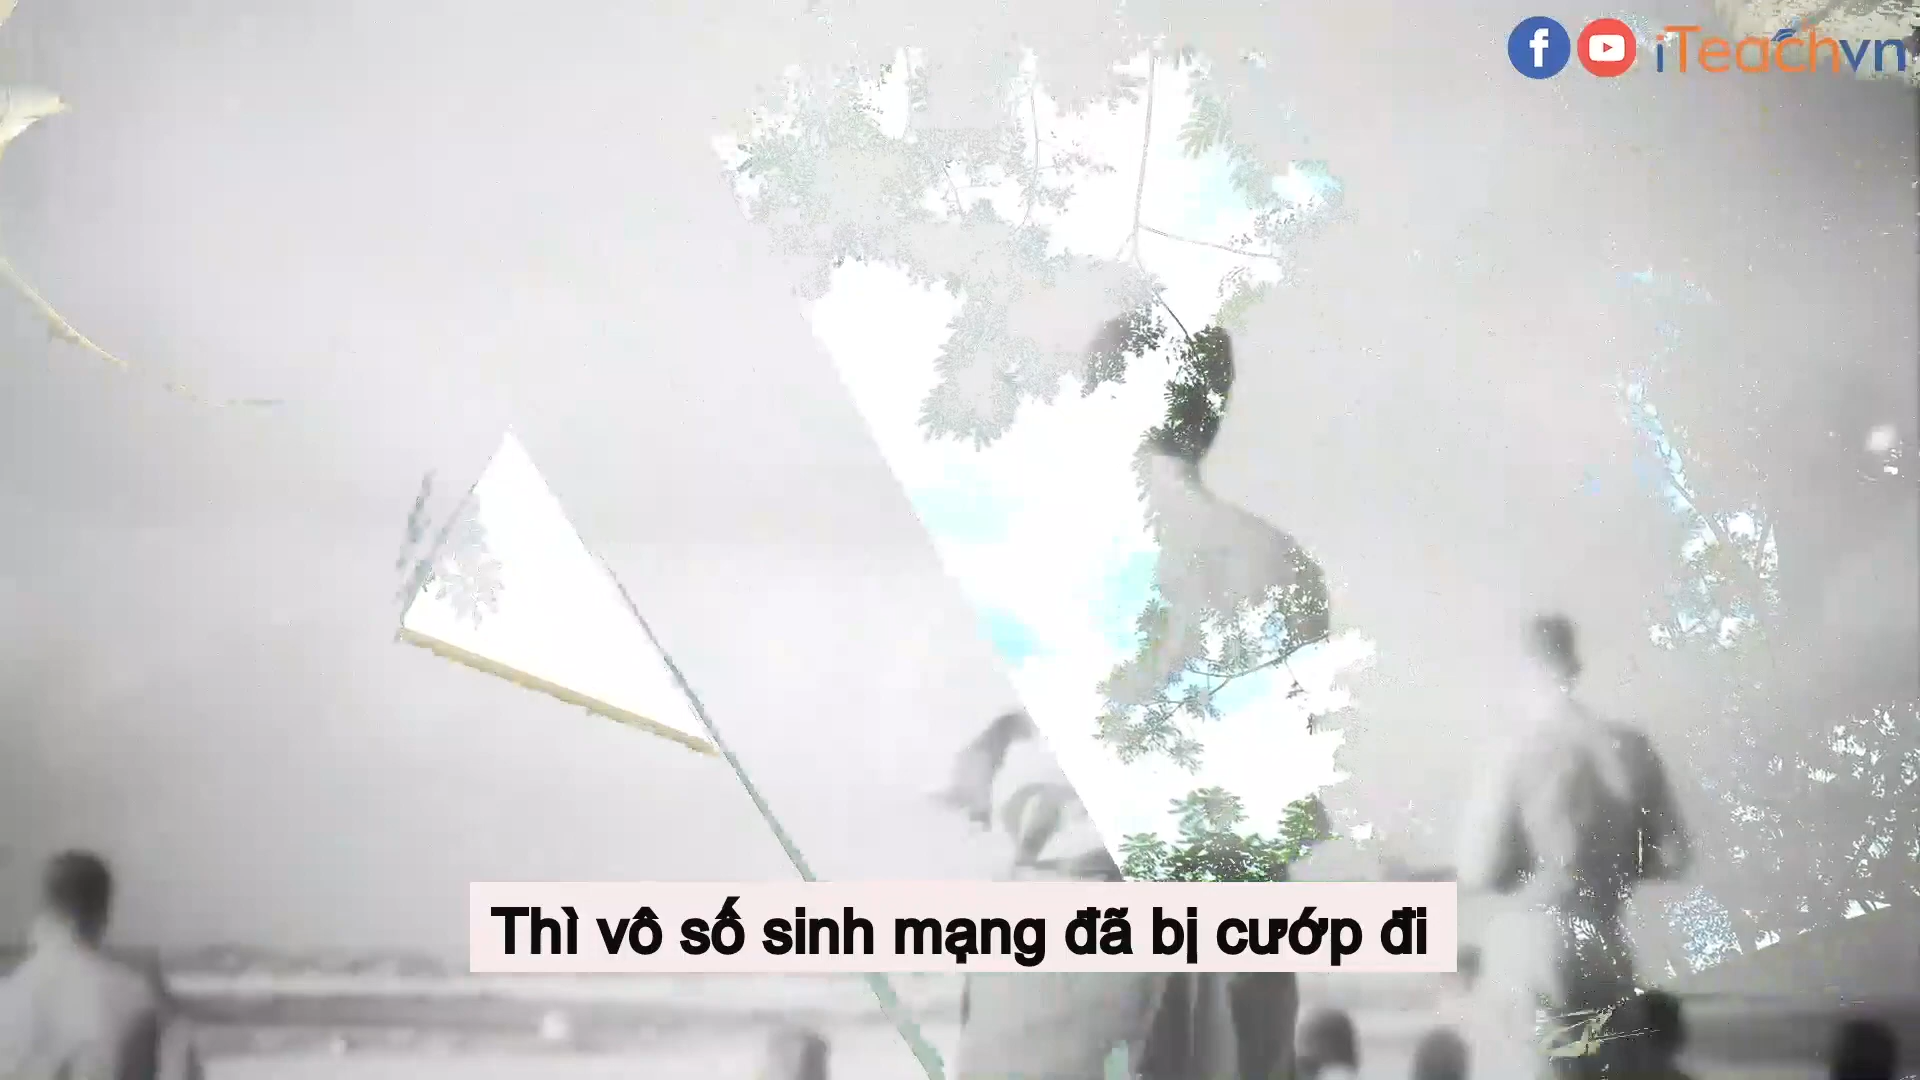 iTeachvn
Thì vô số sinh mạng đã bị cướp đi